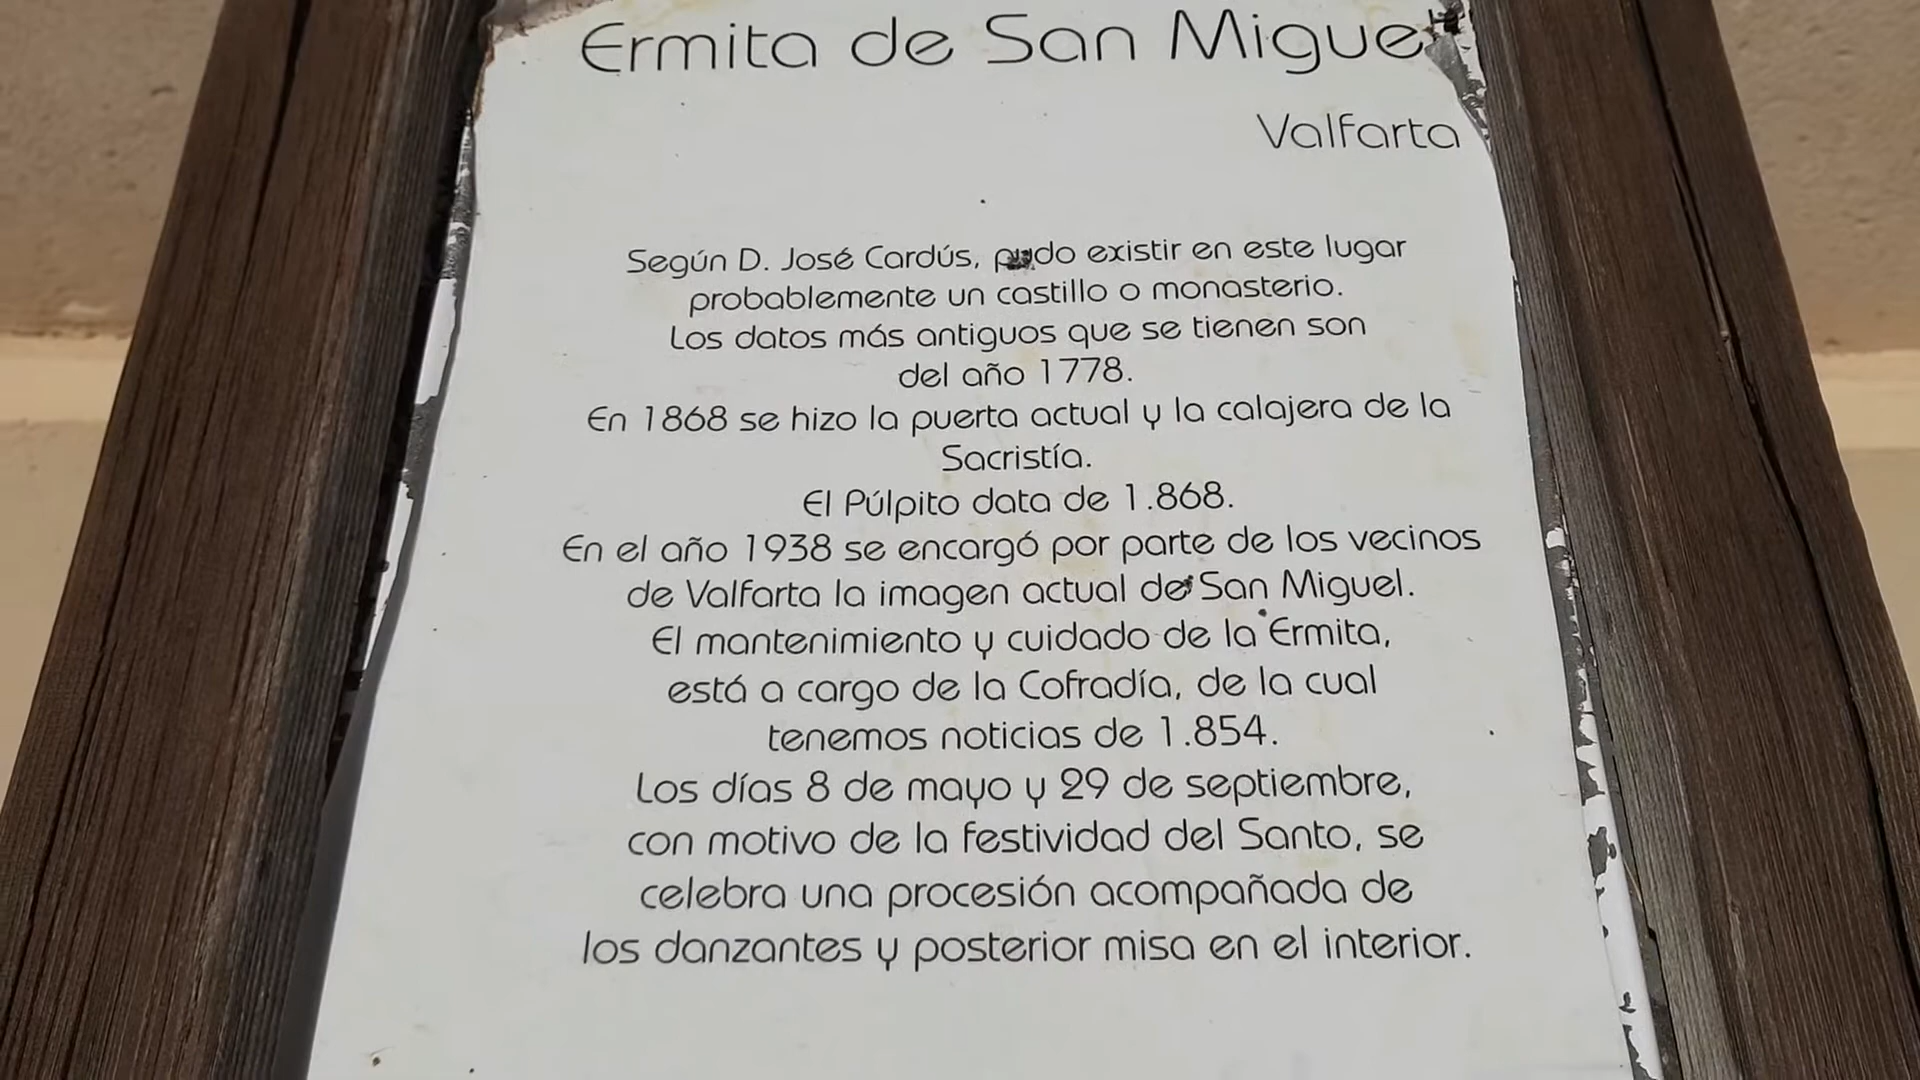 Ermita de San Miguel
Valfarta
Según D. José Cardús, pudo existir en este lugar
probablemente un castillo o monasterio.
Los datos más antiguos que se tienen son
del año 1778.
En 1868 se hizo la puerta actual y la calajera de la
Sacristía.
El Púlpito data de 1.868.
En el año 1938 se encargó por parte de los vecinos
de Valfarta la imagen actual de San Miguel.
El mantenimiento y cuidado de la Ermita,
está a cargo de la Cofradía, de la cual
tenemos noticias de 1.854.
Los días 8 de mayo y 29 de septiembre,
con motivo de la festividad del Santo, se
celebra una procesión acompañada de
los danzantes y posterior misa en el interior.